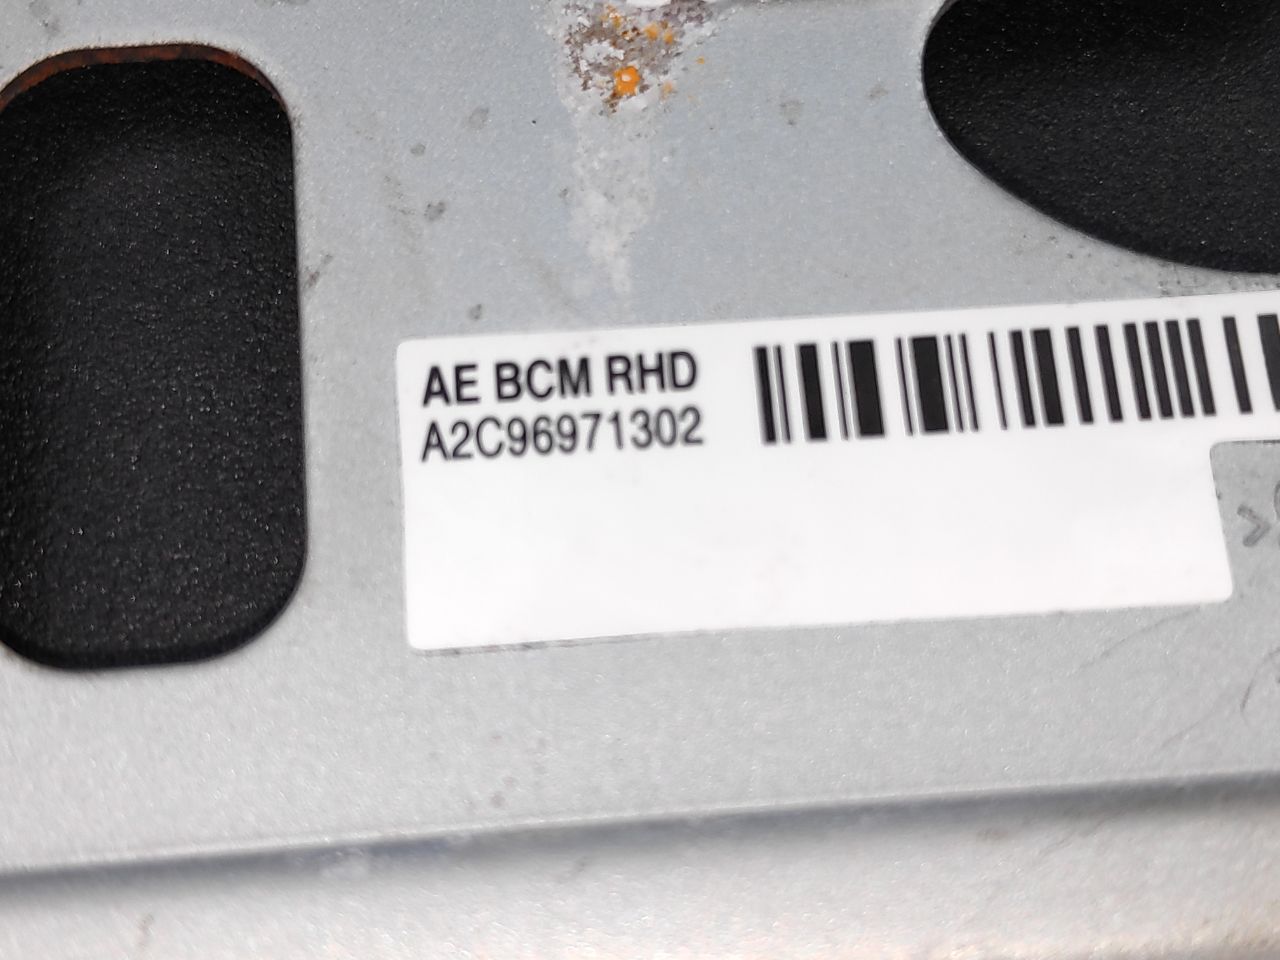 AE BCM RHD
A2C96971302
>